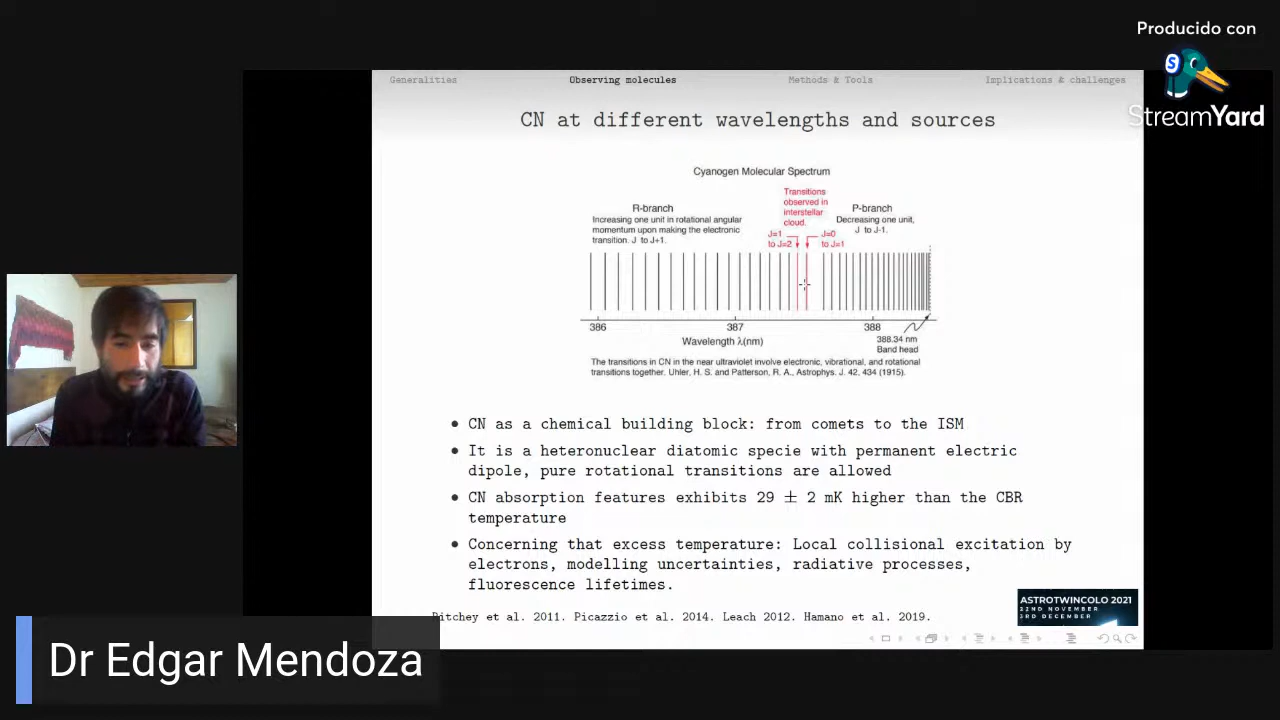 Producido con
StreamYard
Generalities Observing molecules Methods & Tools Implications & challenges
CN at different wavelengths and sources
Cyanogen Molecular Spectrum
Transitions
observed in
interstellar
cloud.
R-branch
Increasing one unit in rotational angular
momentum upon making the electronic
transition. J to J+1.
P-branch
Decreasing one unit,
J to J-1.
J=1
to J=2
J=0
to J=1
386 387 388
Wavelength λ(nm)
388.34 nm
Band head
The transitions in CN in the near ultraviolet involve electronic, vibrational, and rotational
transitions together. Uhler, H. S. and Patterson, R. A., Astrophys. J. 42, 434 (1915).
• CN as a chemical building block: from comets to the ISM
• It is a heteronuclear diatomic specie with permanent electric
dipole, pure rotational transitions are allowed
• CN absorption features exhibits 29 ± 2 mK higher than the CBR
temperature
• Concerning that excess temperature: Local collisional excitation by
electrons, modelling uncertainties, radiative processes,
fluorescence lifetimes.
Ritchey et al. 2011. Picazzio et al. 2014. Leach 2012. Hamano et al. 2019.
ASTROTWINCOLO 2021
22ND NOVEMBER
3RD DECEMBER
Dr Edgar Mendoza